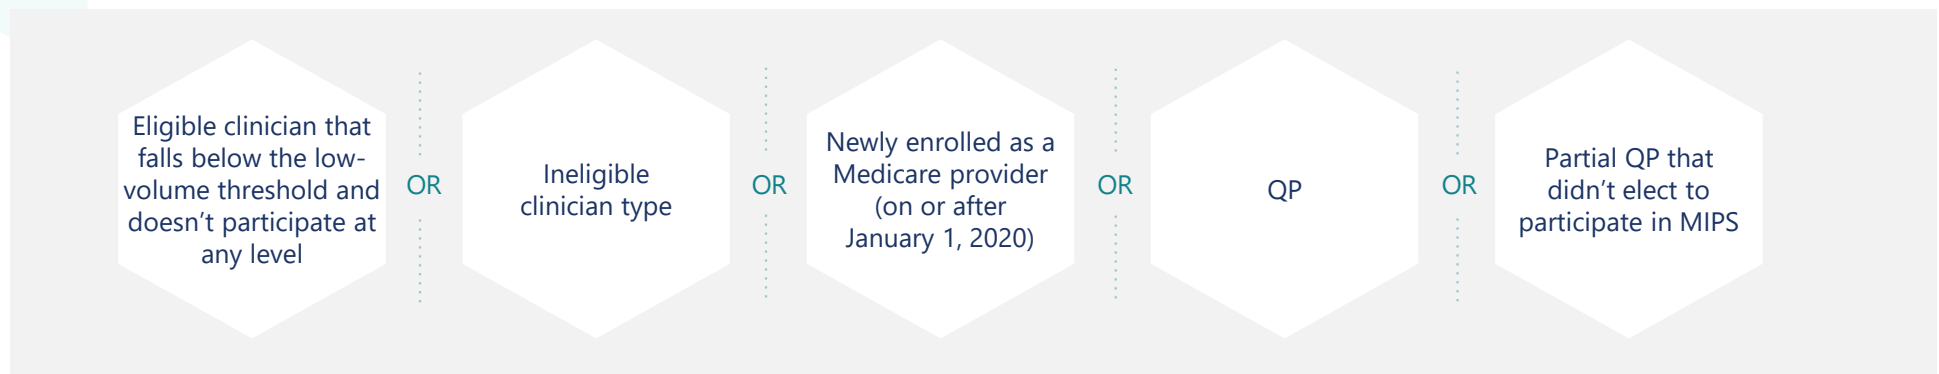 Eligible clinician that
falls below the low-
volume threshold and
doesn’t participate at
any level
OR
Ineligible
clinician type
OR
Newly enrolled as a
Medicare provider
(on or after
January 1, 2020)
OR
QP
OR
Partial QP that
didn’t elect to
participate in MIPS